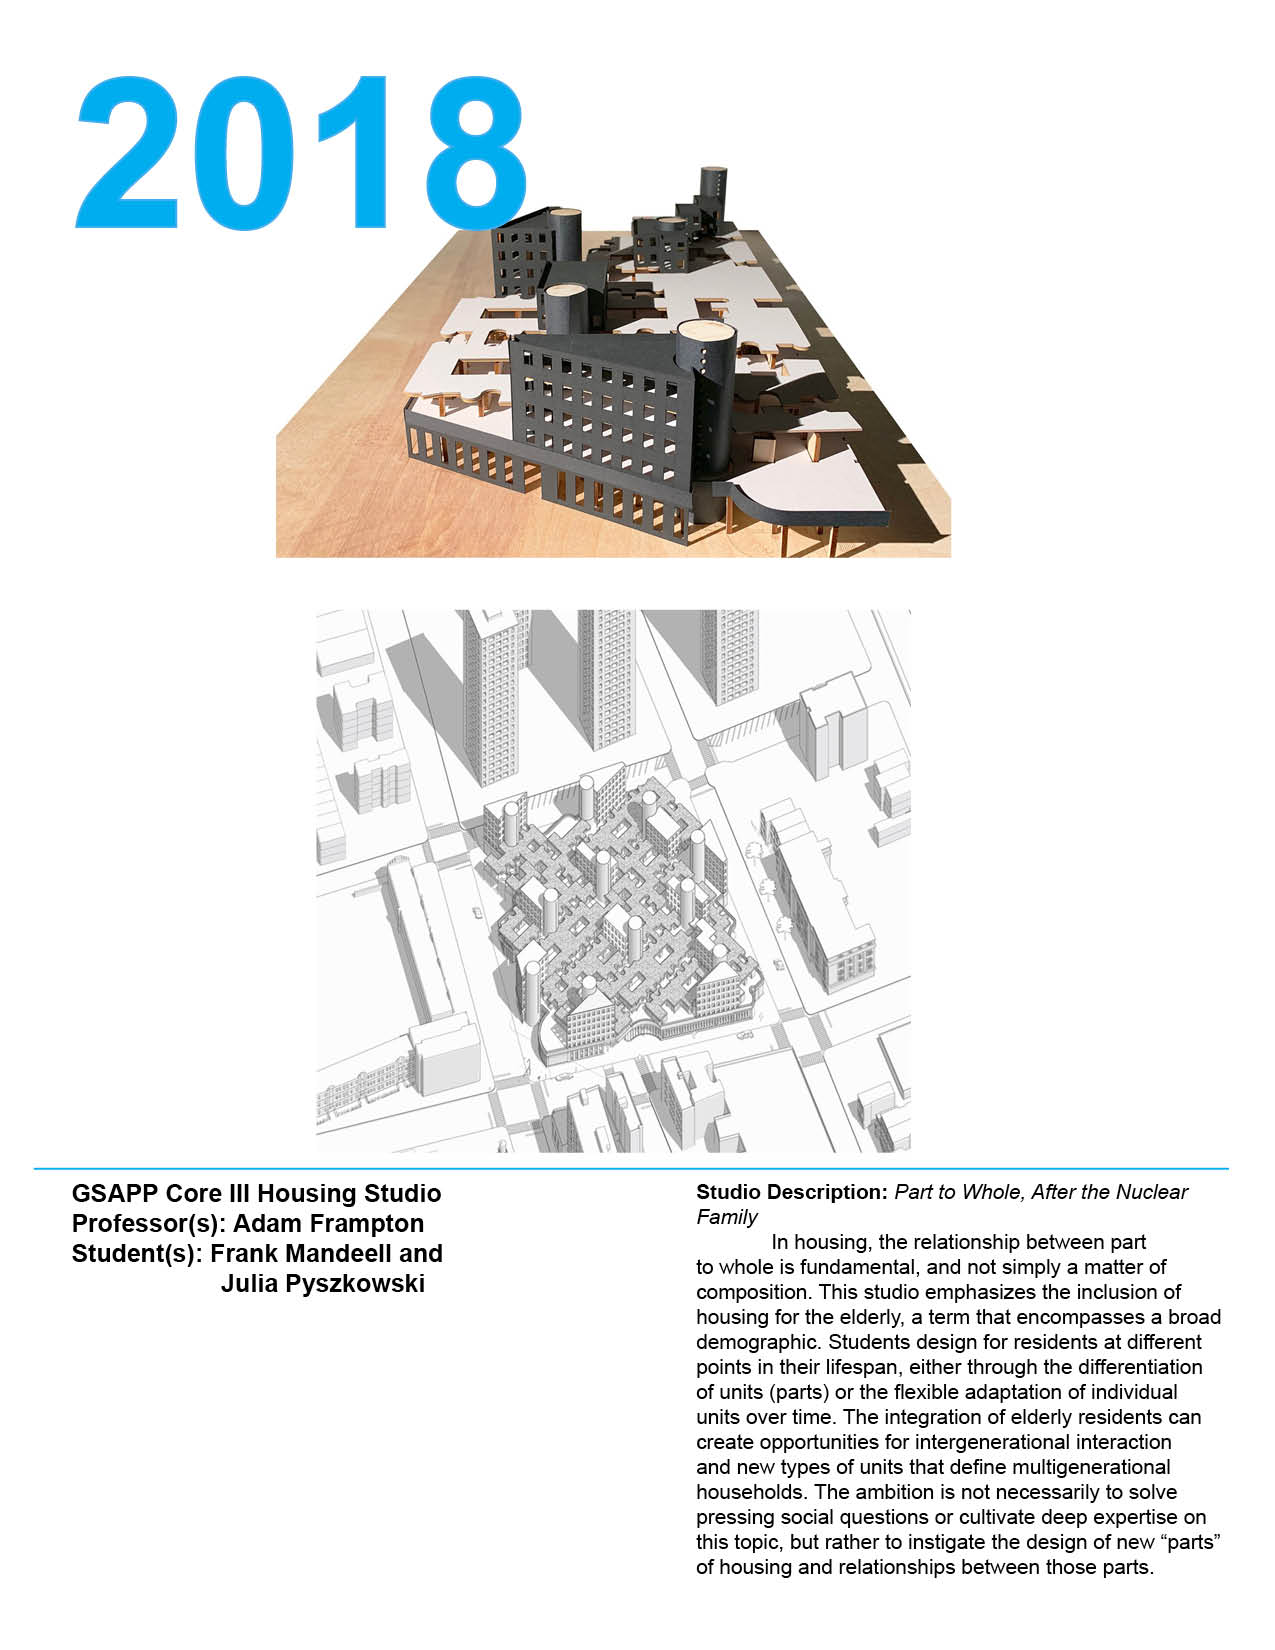 2018
GSAPP Core III Housing Studio
Professor(s): Adam Frampton
Student(s): Frank Mandeell and
Julia Pyszkowski
Studio Description: Part to Whole, After the Nuclear
Family
In housing, the relationship between part
to whole is fundamental, and not simply a matter of
composition. This studio emphasizes the inclusion of
housing for the elderly, a term that encompasses a broad
demographic. Students design for residents at different
points in their lifespan, either through the differentiation
of units (parts) or the flexible adaptation of individual
units over time. The integration of elderly residents can
create opportunities for intergenerational interaction
and new types of units that define multigenerational
households. The ambition is not necessarily to solve
pressing social questions or cultivate deep expertise on
this topic, but rather to instigate the design of new “parts”
of housing and relationships between those parts.